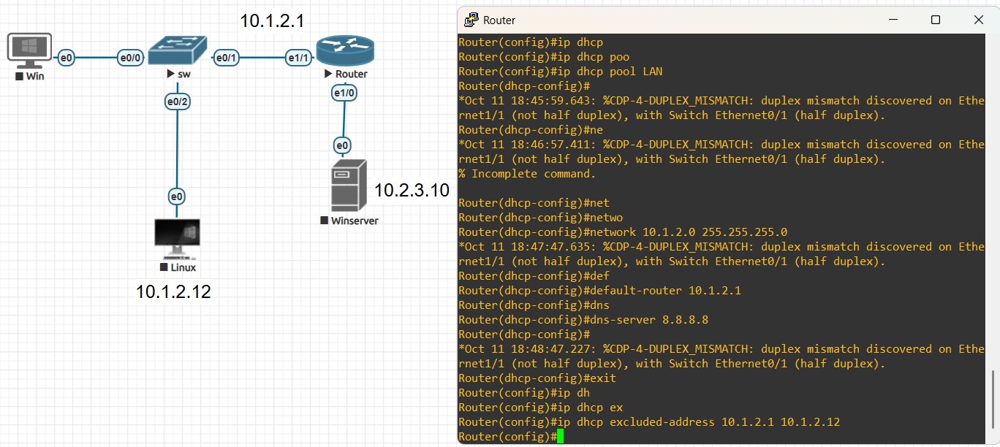 10.1.2.1
e0
e0/0
e0/1
e1/1
Win
sw
Router
e0/2
e1/0
e0
e0
10.2.3.10
Winserver
Linux
10.1.2.12
Router
Router(config)#ip dhcp
Router(config)#ip dhcp poo
Router(config)#ip dhcp pool LAN
Router(dhcp-config)#
*Oct 11 18:45:59.643: %CDP-4-DUPLEX_MISMATCH: duplex mismatch discovered on Ethe
rnet1/1 (not half duplex), with Switch Ethernet0/1 (half duplex).
Router(dhcp-config)#ne
*Oct 11 18:46:57.411: %CDP-4-DUPLEX_MISMATCH: duplex mismatch discovered on Ethe
rnet1/1 (not half duplex), with Switch Ethernet0/1 (half duplex).
% Incomplete command.
Router(dhcp-config)#net
Router(dhcp-config)#netwo
Router(dhcp-config)#network 10.1.2.0 255.255.255.0
*Oct 11 18:47:47.635: %CDP-4-DUPLEX_MISMATCH: duplex mismatch discovered on Ethe
rnet1/1 (not half duplex), with Switch Ethernet0/1 (half duplex).
Router(dhcp-config)#def
Router(dhcp-config)#default-router 10.1.2.1
Router(dhcp-config)#dns
Router(dhcp-config)#dns-server 8.8.8.8
Router(dhcp-config)#
*Oct 11 18:48:47.227: %CDP-4-DUPLEX_MISMATCH: duplex mismatch discovered on Ethe
rnet1/1 (not half duplex), with Switch Ethernet0/1 (half duplex).
Router(dhcp-config)#exit
Router(config)#ip dh
Router(config)#ip dhcp ex
Router(config)#ip dhcp excluded-address 10.1.2.1 10.1.2.12
Router(config)#